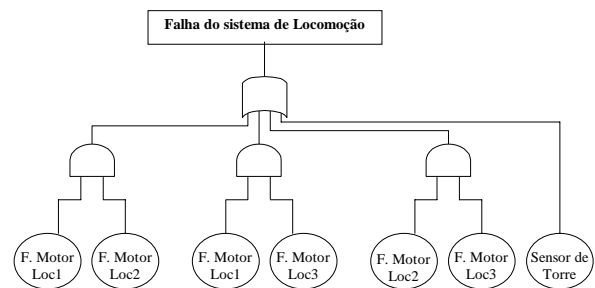 Falha do sistema de Locomoção
F. Motor
Loc1
F. Motor
Loc2
F. Motor
Loc1
F. Motor
Loc3
F. Motor
Loc2
F. Motor
Loc3
Sensor de
Torre